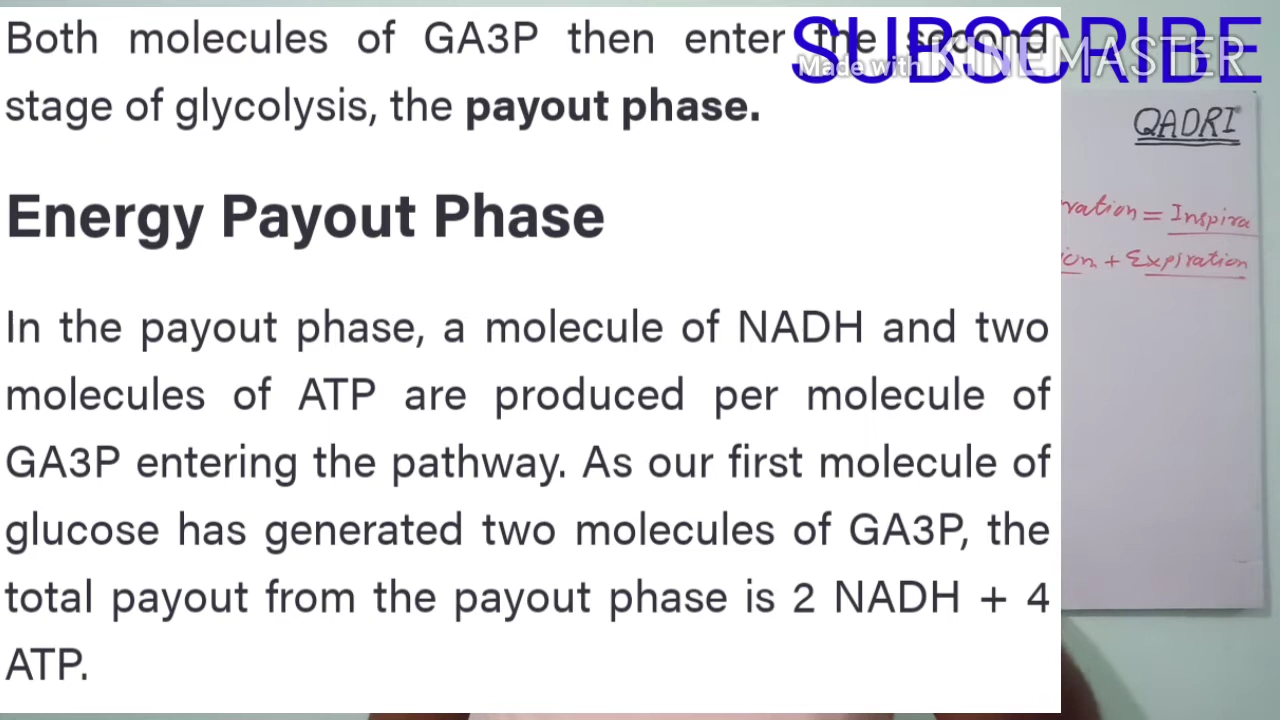 Both molecules of GA3P then enter the second
stage of glycolysis, the payout phase.
SUBSCRIBE
Made with KINEMASTER
Energy Payout Phase
In the payout phase, a molecule of NADH and two
molecules of ATP are produced per molecule of
GA3P entering the pathway. As our first molecule of
glucose has generated two molecules of GA3P, the
total payout from the payout phase is 2 NADH + 4
ATP.
QADRI
ration = Inspira
ion + Expiration